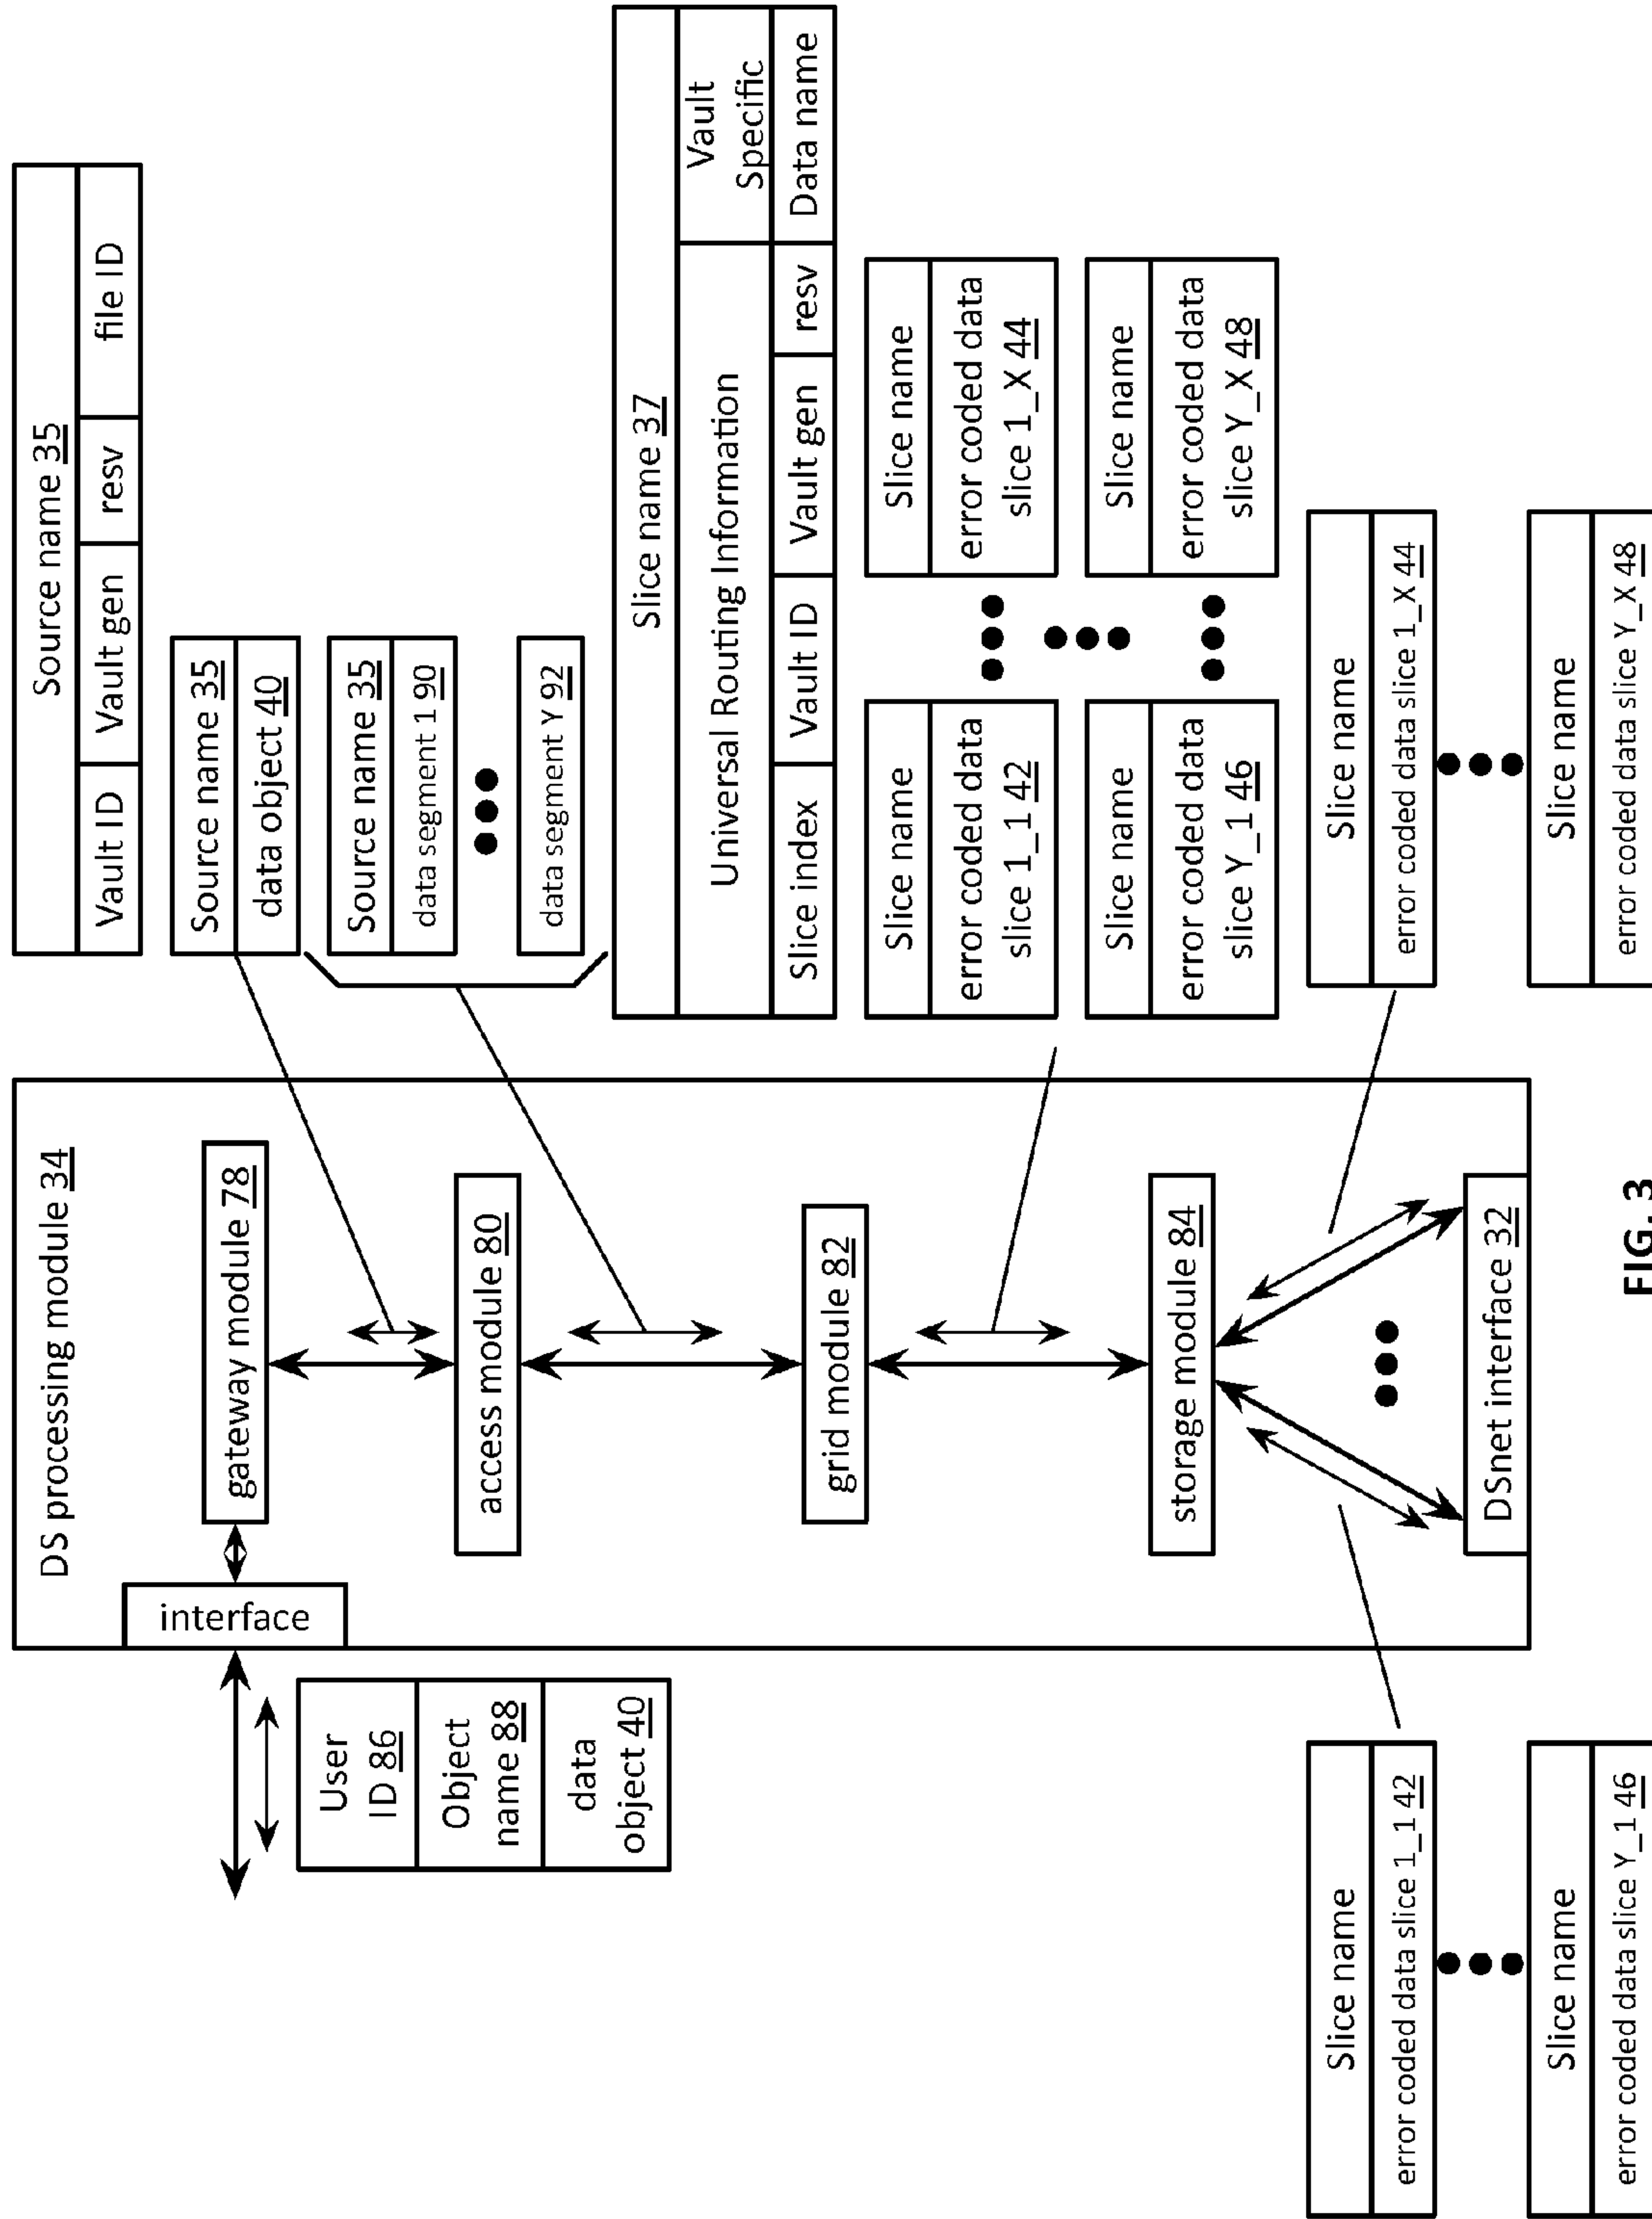 DS processing module 34
interface
gateway module 78
access module 80
grid module 82
storage module 84
DSnet interface 32
User
ID 86
Object
name 88
data
object 40
Source name 35
Vault ID
Vault gen
resv
file ID
Source name 35
data object 40
Source name 35
data segment 1 90
data segment Y 92
Slice name 37
Universal Routing Information
Vault
Specific
Slice index
Vault ID
Vault gen
resv
Data name
Slice name
error coded data
slice 1_1 42
Slice name
error coded data
slice 1_X 44
Slice name
error coded data
slice Y_1 46
Slice name
error coded data
slice Y_X 48
Slice name
error coded data slice 1_1 42
Slice name
error coded data slice Y_1 46
Slice name
error coded data slice 1_X 44
Slice name
error coded data slice Y_X 48
FIG. 3